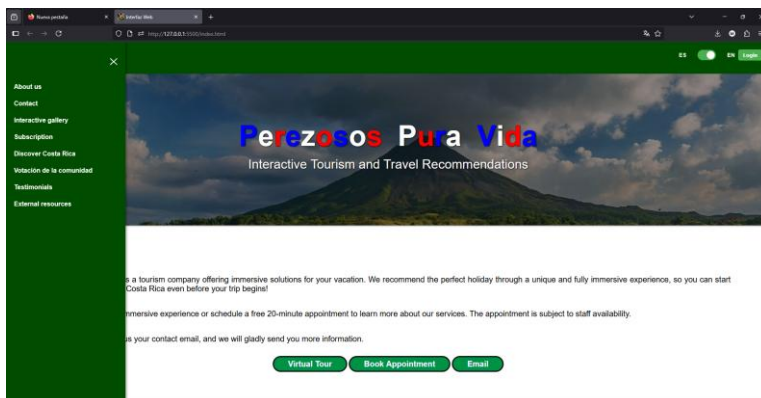 Nueva pestaña
Interfaz Web
http://127.0.0.1:5500/index.html
ES
EN
Login
About us
Contact
Interactive gallery
Subscription
Discover Costa Rica
Votación de la comunidad
Testimonials
External resources
Perezosos Pura Vida
Interactive Tourism and Travel Recommendations
s a tourism company offering immersive solutions for your vacation. We recommend the perfect holiday through a unique and fully immersive experience, so you can start
Costa Rica even before your trip begins!
mersive experience or schedule a free 20-minute appointment to learn more about our services. The appointment is subject to staff availability.
us your contact email, and we will gladly send you more information.
Virtual Tour
Book Appointment
Email